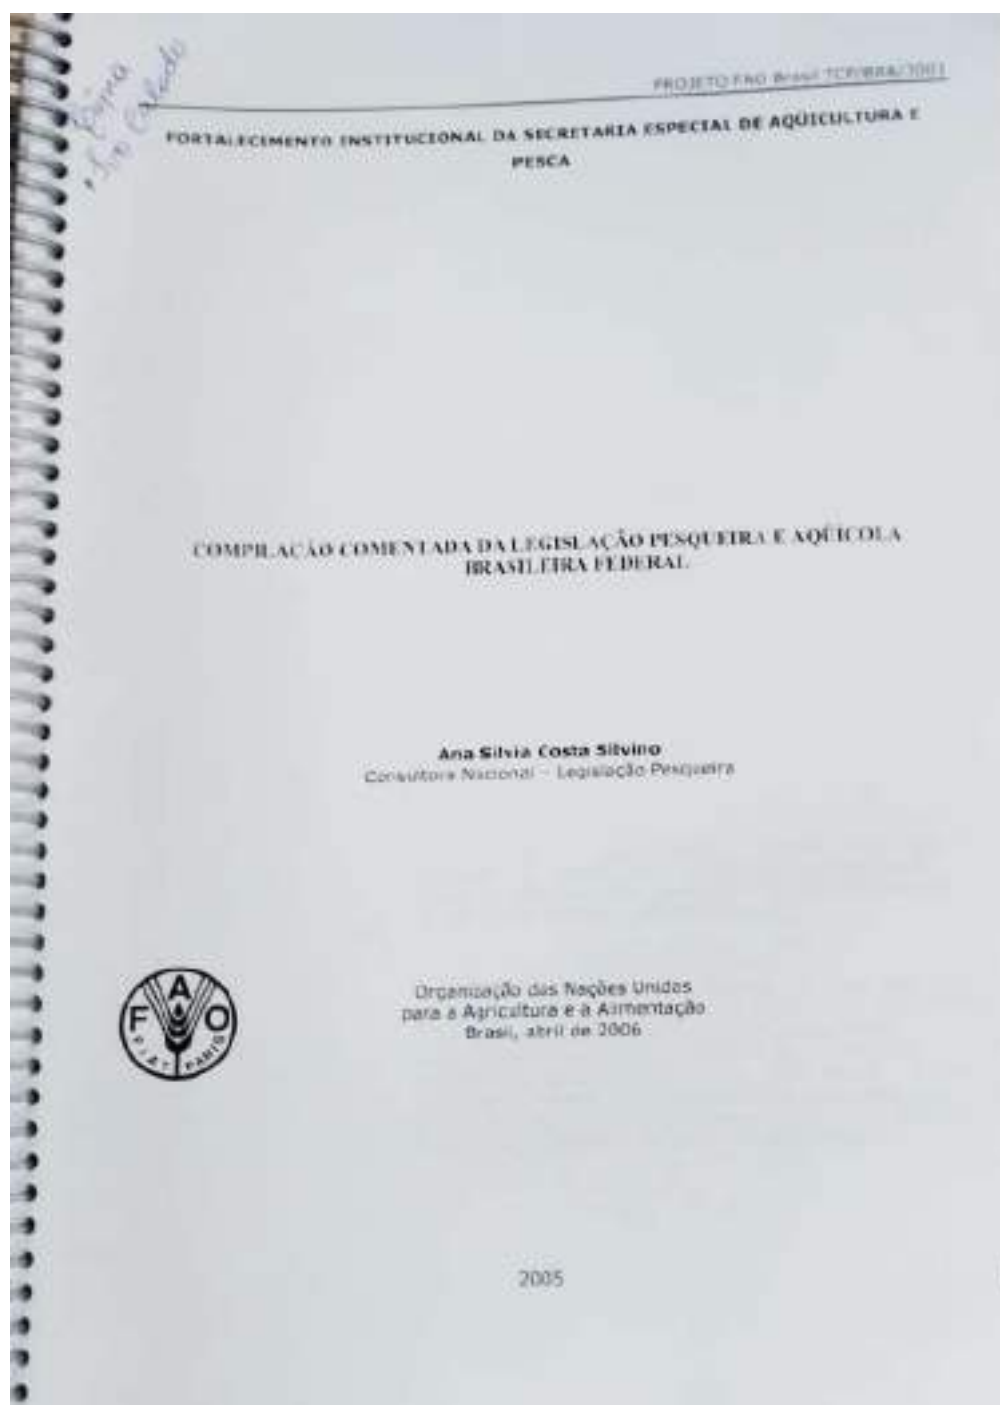 PROJETO FAO Brasil TCP/BRA/3001
FORTALECIMENTO INSTITUCIONAL DA SECRETARIA ESPECIAL DE AQÜICULTURA E
PESCA
COMPILAÇÃO COMENTADA DA LEGISLAÇÃO PESQUEIRA E AQÜÍCOLA
BRASILEIRA FEDERAL
Ana Silvia Costa Silvino
Consultora Nacional – Legislação Pesqueira
Organização das Nações Unidas
para a Agricultura e a Alimentação
Brasil, abril de 2006
F A O
FIAT PANIS
2005